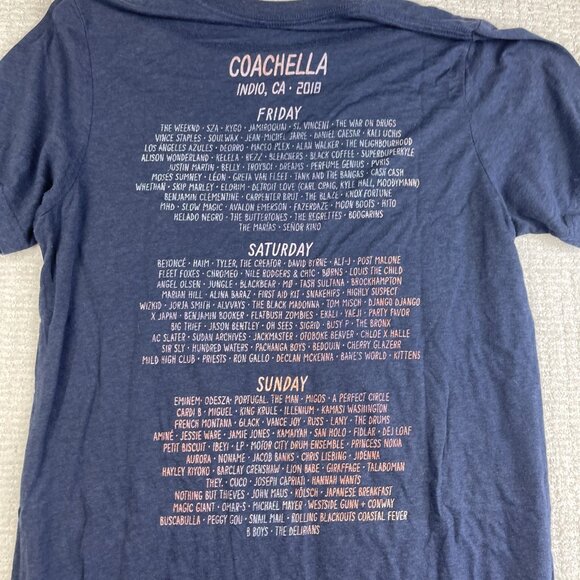 COACHELLA
INDIO, CA · 2018
FRIDAY
THE WEEKND · SZA · KYGO · JAMIROQUAI · ST. VINCENT · THE WAR ON DRUGS
VINCE STAPLES · SOULWAX · JEAN-MICHEL JARRE · DANIEL CAESAR · KALI UCHIS
LOS ANGELES AZULES · DEORRO · MACEO PLEX · ALAN WALKER · THE NEIGHBOURHOOD
ALISON WONDERLAND · KELELA · REZZ · BLEACHERS · BLACK COFFEE · SUPERDUPERKYLE
JUSTIN MARTIN · BELLY · TROYBOI · DREAMS · PERFUME GENIUS · PVRIS
MOSES SUMNEY · LÉON · GRETA VAN FLEET · TANK AND THE BANGAS · CASH CASH
WHETHAN · SKIP MARLEY · ELOHIM · DETROIT LOVE (CARL CRAIG, KYLE HALL, MOODYMANN)
BENJAMIN CLEMENTINE · CARPENTER BRUT · THE BLAZE · KNOX FORTUNE
MHD · SLOW MAGIC · AVALON EMERSON · FAZERDAZE · MOON BOOTS · HITO
HELADO NEGRO · THE BUTTERTONES · THE REGRETTES · BOOGARINS
THE MARÍAS · SEÑOR KINO
SATURDAY
BEYONCÉ · HAIM · TYLER, THE CREATOR · DAVID BYRNE · ALT-J · POST MALONE
FLEET FOXES · CHROMEO · NILE RODGERS & CHIC · BØRNS · LOUIS THE CHILD
ANGEL OLSEN · JUNGLE · BLACKBEAR · MØ · TASH SULTANA · BROCKHAMPTON
MARIAN HILL · ALINA BARAZ · FIRST AID KIT · SNAKEHIPS · HIGHLY SUSPECT
WIZKID · JORJA SMITH · ALVVAYS · THE BLACK MADONNA · TOM MISCH · DJANGO DJANGO
X JAPAN · BENJAMIN BOOKER · FLATBUSH ZOMBIES · EKALI · YAEJI · PARTY FAVOR
BIG THIEF · JASON BENTLEY · OH SEES · SIGRID · BUSY P · THE BRONX
AC SLATER · SUDAN ARCHIVES · JACKMASTER · OTOBOKE BEAVER · CHLOE X HALLE
SIR SLY · HUNDRED WATERS · PACHANGA BOYS · BEDOUIN · CHERRY GLAZERR
MILD HIGH CLUB · PRIESTS · RON GALLO · DECLAN MCKENNA · BANE'S WORLD · KITTENS
SUNDAY
EMINEM · ODESZA · PORTUGAL. THE MAN · MIGOS · A PERFECT CIRCLE
CARDI B · MIGUEL · KING KRULE · ILLENIUM · KAMASI WASHINGTON
FRENCH MONTANA · 6LACK · VANCE JOY · RUSS · LANY · THE DRUMS
AMINÉ · JESSIE WARE · JAMIE JONES · KAMAIYAH · SAN HOLO · FIDLAR · DEJ LOAF
PETIT BISCUIT · IBEYI · LP · MOTOR CITY DRUM ENSEMBLE · PRINCESS NOKIA
AURORA · NONAME · JACOB BANKS · CHRIS LIEBING · JIDENNA
HAYLEY KIYOKO · BARCLAY CRENSHAW · LION BABE · GIRAFFAGE · TALABOMAN
THEY. · CUCO · JOSEPH CAPRIATI · HANNAH WANTS
NOTHING BUT THIEVES · JOHN MAUS · KÖLSCH · JAPANESE BREAKFAST
MAGIC GIANT · OMAR-S · MICHAEL MAYER · WESTSIDE GUNN + CONWAY
BUSCABULLA · PEGGY GOU · SNAIL MAIL · ROLLING BLACKOUTS COASTAL FEVER
B BOYS · THE DELIRIANS